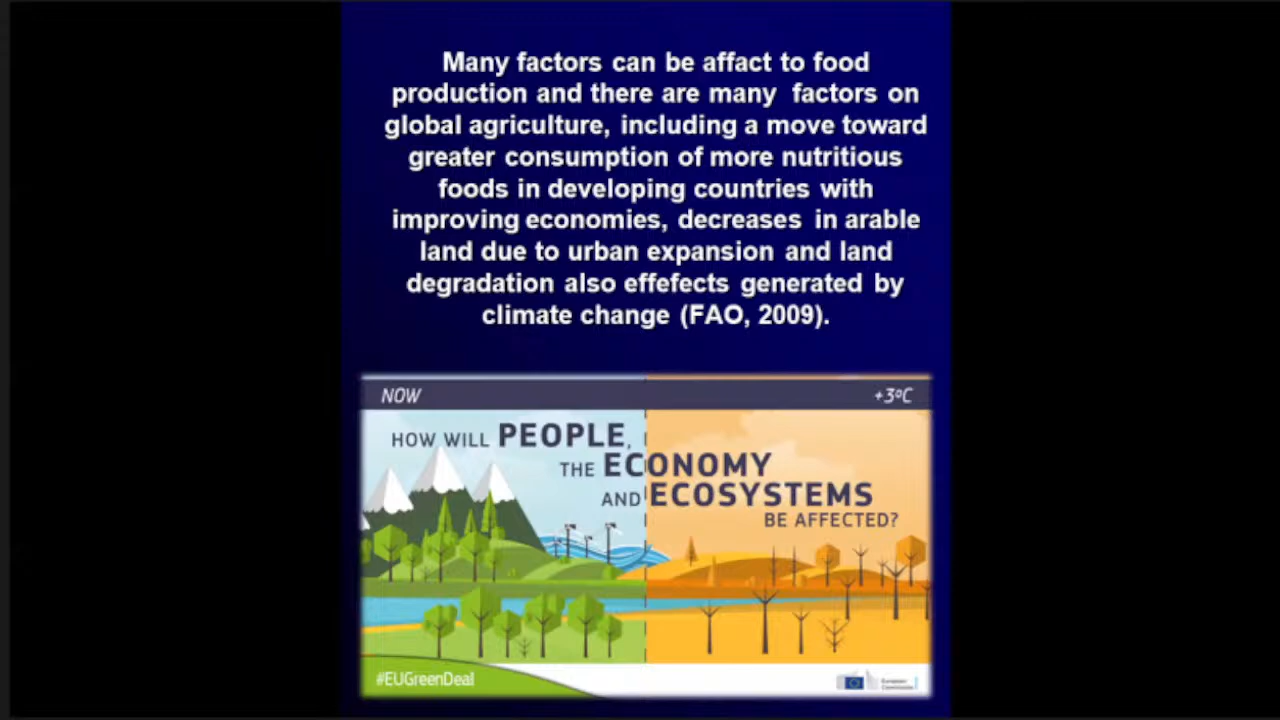 Many factors can be affact to food
production and there are many factors on
global agriculture, including a move toward
greater consumption of more nutritious
foods in developing countries with
improving economies, decreases in arable
land due to urban expansion and land
degradation also effefects generated by
climate change (FAO, 2009).
NOW
+3ºC
HOW WILL PEOPLE,
THE ECONOMY
AND ECOSYSTEMS
BE AFFECTED?
#EUGreenDeal
European
Commission